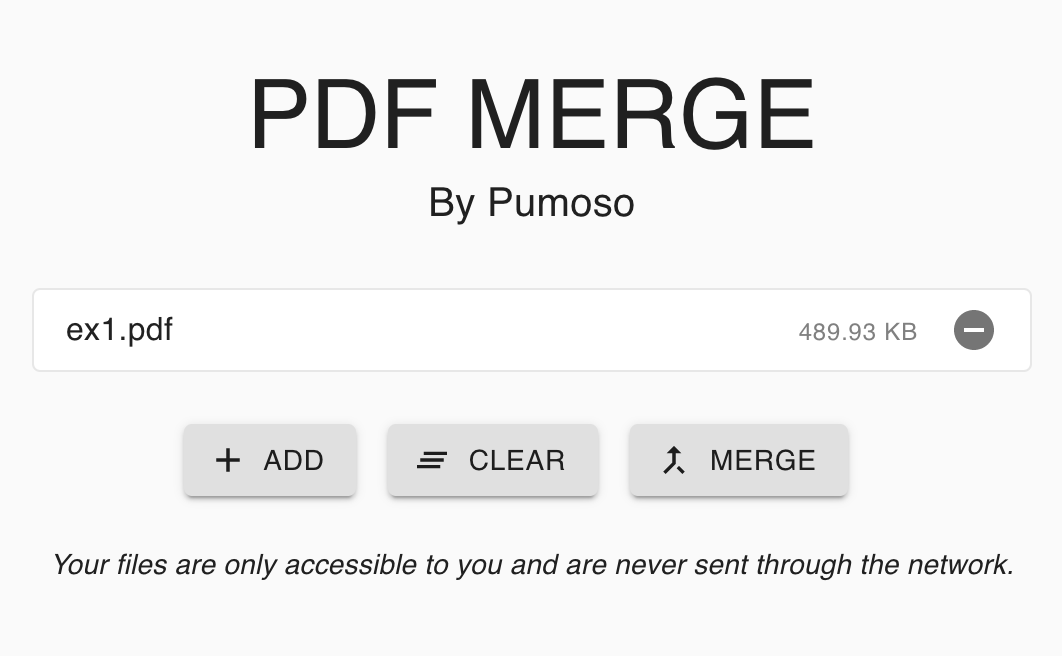 PDF MERGE
By Pumoso
ex1.pdf 489.93 KB
ADD CLEAR MERGE
Your files are only accessible to you and are never sent through the network.